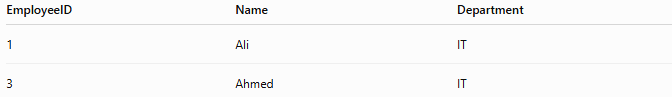 EmployeeID Name Department
1 Ali IT
3 Ahmed IT